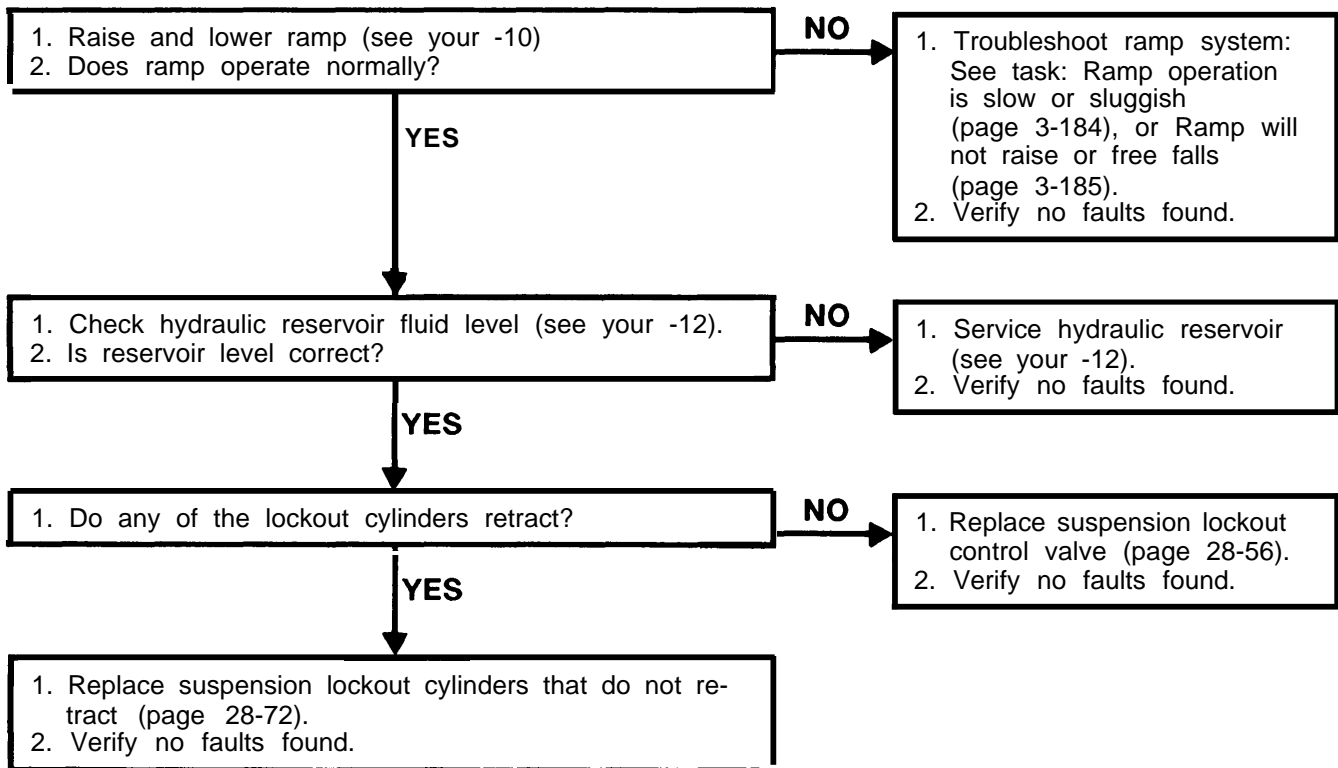 1. Raise and lower ramp (see your -10)
2. Does ramp operate normally?
NO
1. Troubleshoot ramp system:
See task: Ramp operation
is slow or sluggish
(page 3-184), or Ramp will
not raise or free falls
(page 3-185).
2. Verify no faults found.
YES
1. Check hydraulic reservoir fluid level (see your -12).
2. Is reservoir level correct?
NO
1. Service hydraulic reservoir
(see your -12).
2. Verify no faults found.
YES
1. Do any of the lockout cylinders retract?
NO
1. Replace suspension lockout
control valve (page 28-56).
2. Verify no faults found.
YES
1. Replace suspension lockout cylinders that do not re-
tract (page 28-72).
2. Verify no faults found.